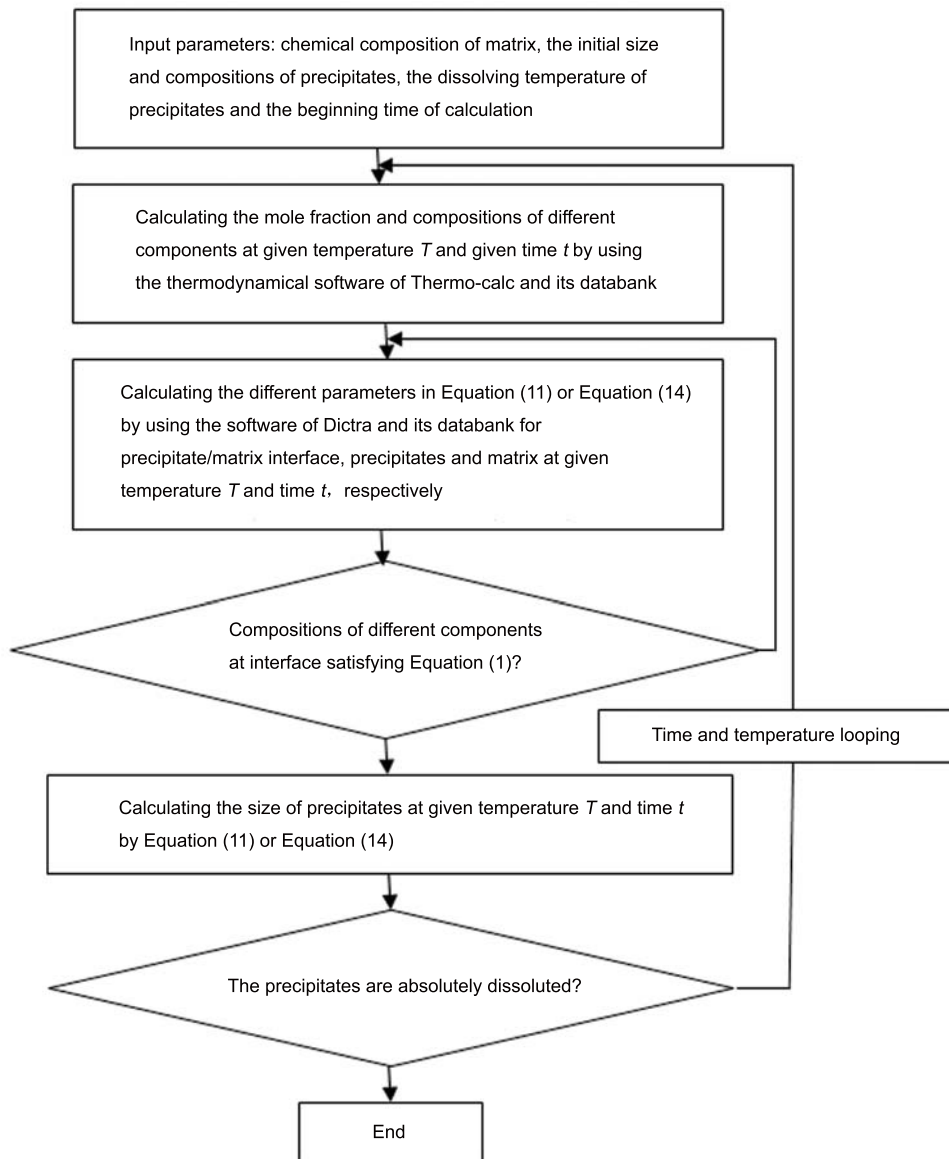 Input parameters: chemical composition of matrix, the initial size
and compositions of precipitates, the dissolving temperature of
precipitates and the beginning time of calculation
Calculating the mole fraction and compositions of different
components at given temperature T and given time t by using
the thermodynamical software of Thermo-calc and its databank
Calculating the different parameters in Equation (11) or Equation (14)
by using the software of Dictra and its databank for
precipitate/matrix interface, precipitates and matrix at given
temperature T and time t，respectively
Compositions of different components
at interface satisfying Equation (1)?
Time and temperature looping
Calculating the size of precipitates at given temperature T and time t
by Equation (11) or Equation (14)
The precipitates are absolutely dissoluted?
End